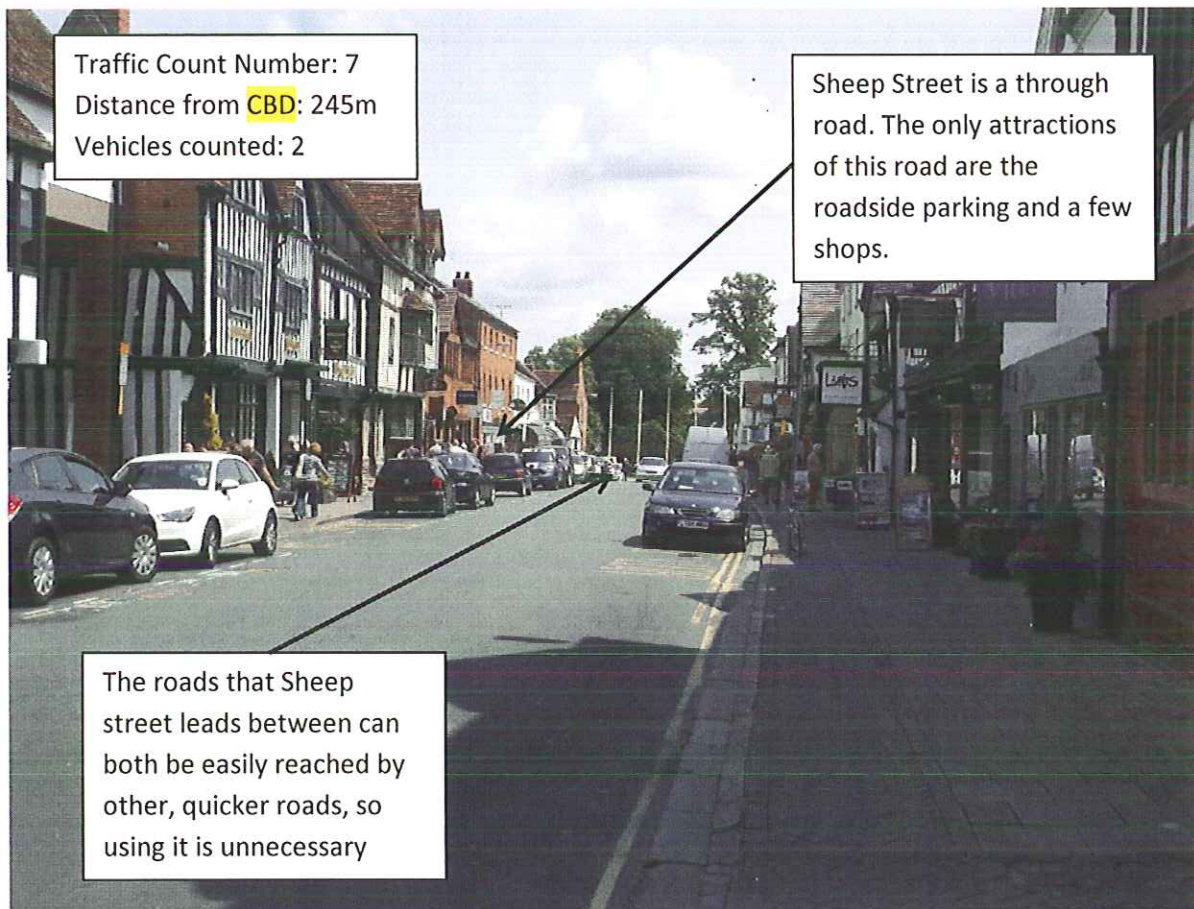 Traffic Count Number: 7
Distance from CBD: 245m
Vehicles counted: 2
Sheep Street is a through
road. The only attractions
of this road are the
roadside parking and a few
shops.
The roads that Sheep
street leads between can
both be easily reached by
other, quicker roads, so
using it is unnecessary